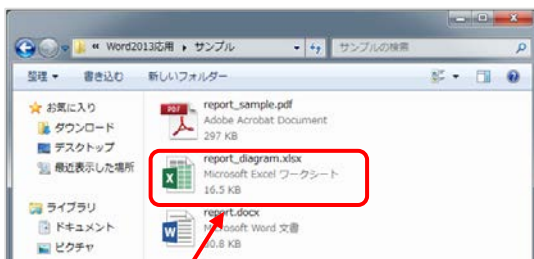 « Word2013応用 ▸ サンプル
サンプルの検索
整理 ▼ 書き込む 新しいフォルダー
お気に入り
ダウンロード
デスクトップ
最近表示した場所
ライブラリ
ドキュメント
ピクチャ
report_sample.pdf
Adobe Acrobat Document
297 KB
report_diagram.xlsx
Microsoft Excel ワークシート
16.5 KB
report.docx
Microsoft Word 文書